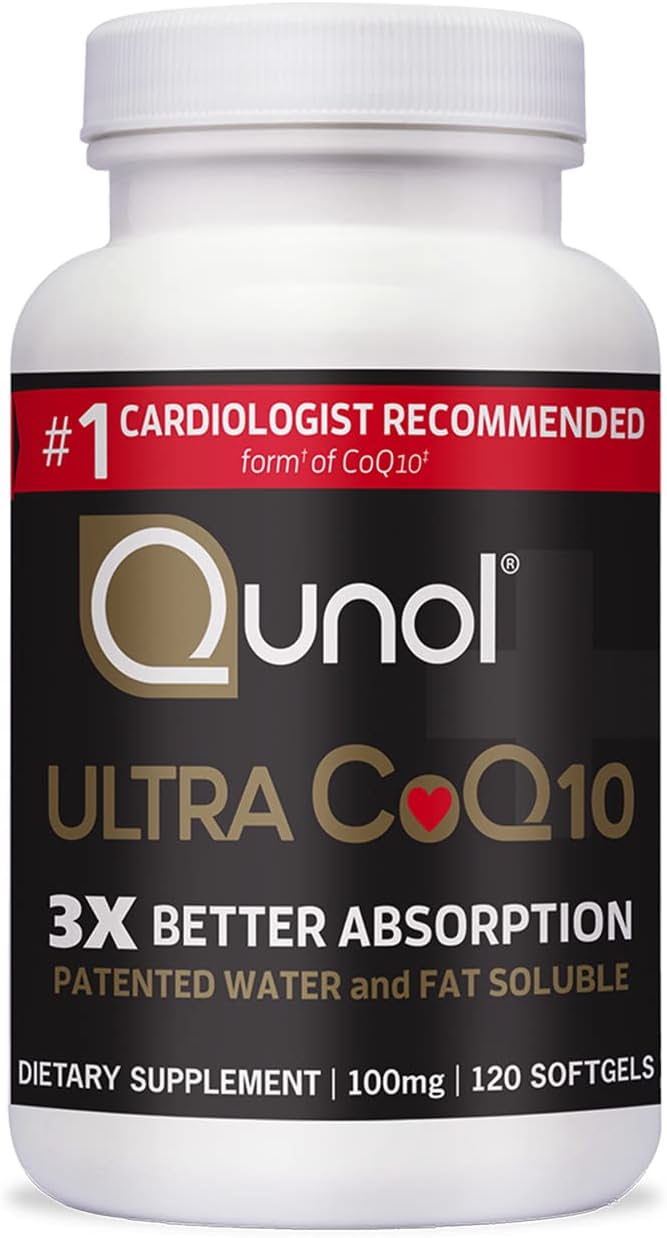 #1 CARDIOLOGIST RECOMMENDED
form† of CoQ10‡
Qunol®
ULTRA CoQ10
3X BETTER ABSORPTION
PATENTED WATER and FAT SOLUBLE
DIETARY SUPPLEMENT | 100mg | 120 SOFTGELS